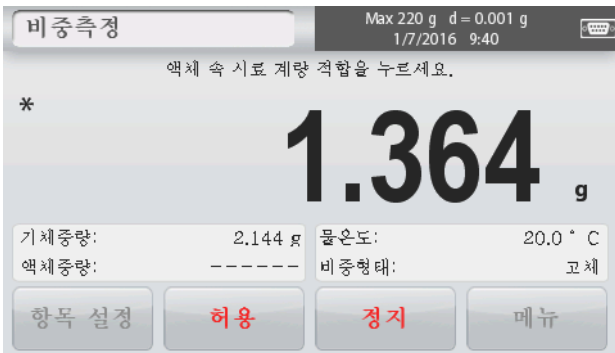 비중측정
Max 220 g d = 0.001 g
1/7/2016 9:40
액체 속 시료 계량 적합을 누르세요.
* 1.364 g
기체중량: 2.144 g 물온도: 20.0 ° C
액체중량: ------ 비중형태: 고체
항목 설정 허용 정지 메뉴